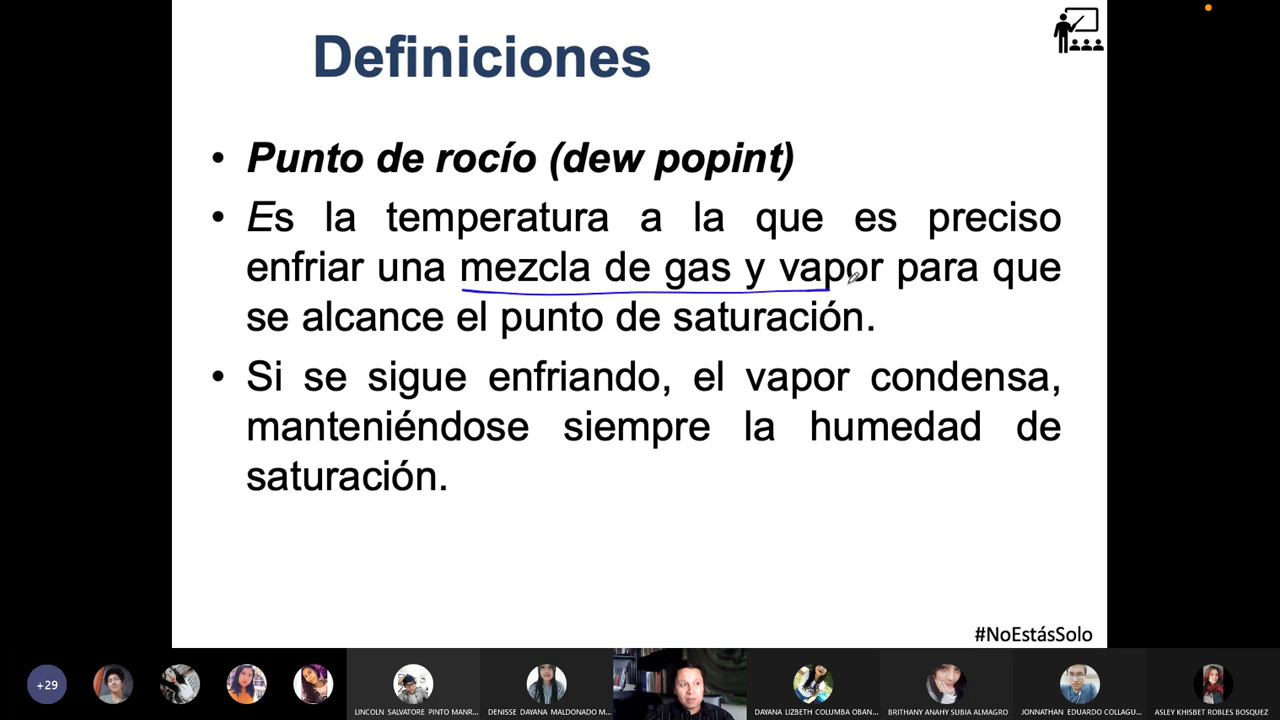 Definiciones
• Punto de rocío (dew popint)
• Es la temperatura a la que es preciso
enfriar una mezcla de gas y vapor para que
se alcance el punto de saturación.
• Si se sigue enfriando, el vapor condensa,
manteniéndose siempre la humedad de
saturación.
#NoEstásSolo
+29
LINCOLN SALVATORE PINTO MANR...
DENISSE DAYANA MALDONADO M...
DAYANA LIZBETH COLUMBA OBAN...
BRITHANY ANAHY SUBIA ALMAGRO
JONNATHAN EDUARDO COLLAGU...
ASLEY KHISBET ROBLES BOSQUEZ